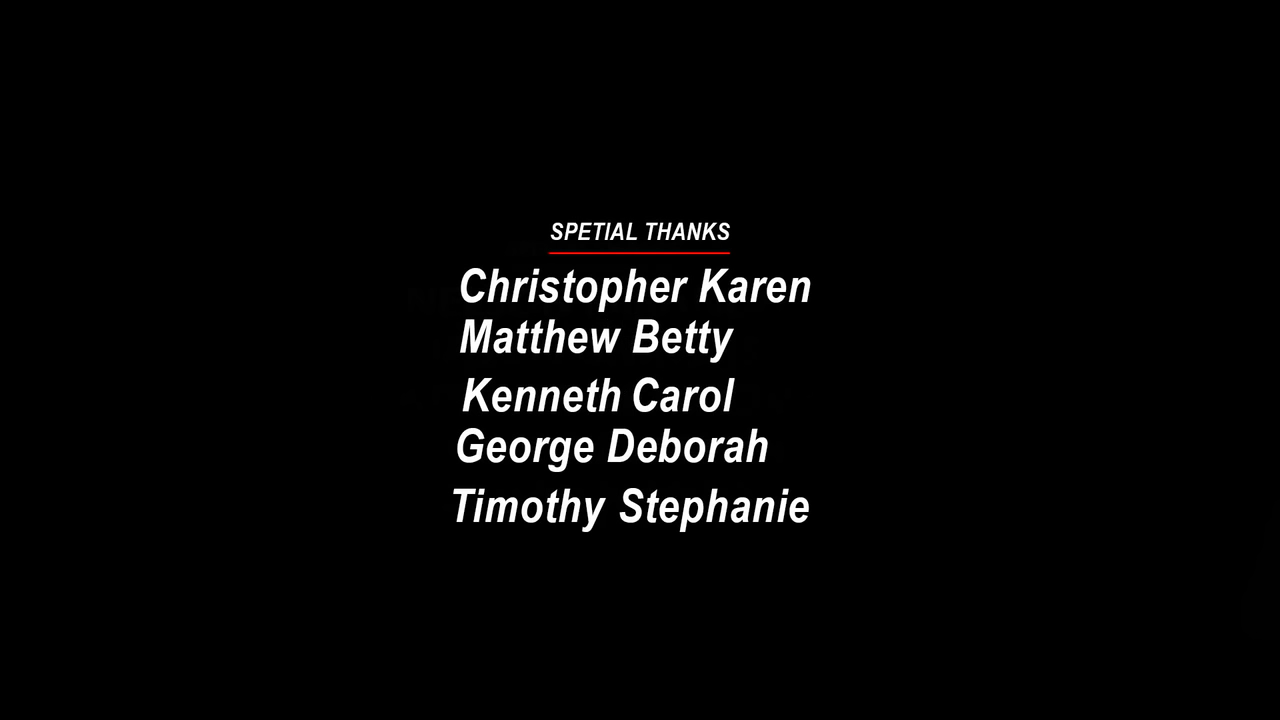 SPETIAL THANKS
Christopher Karen
Matthew Betty
Kenneth Carol
George Deborah
Timothy Stephanie